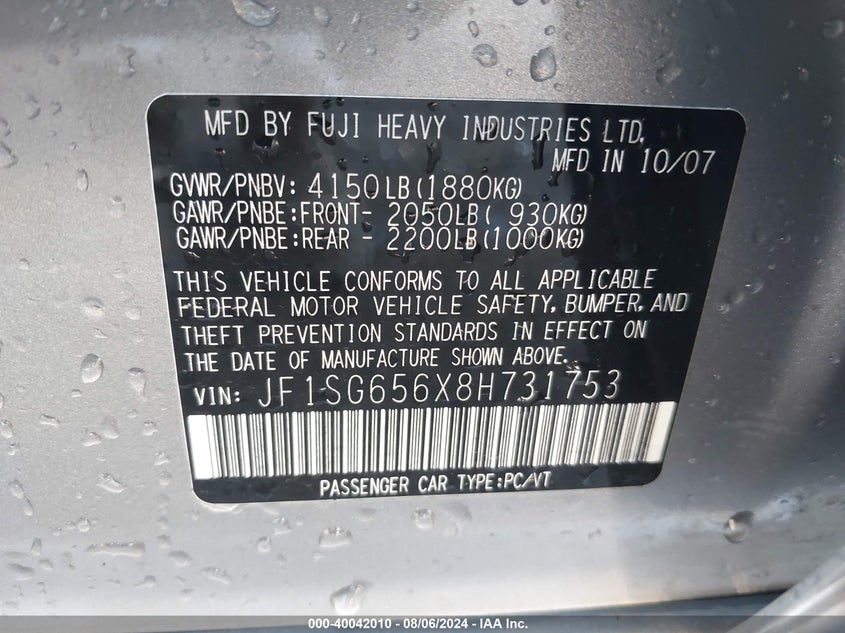 MFD BY FUJI HEAVY INDUSTRIES LTD.
MFD IN 10/07
GVWR/PNBV: 4150LB(1880KG)
GAWR/PNBE:FRONT- 2050LB( 930KG)
GAWR/PNBE:REAR - 2200LB(1000KG)
THIS VEHICLE CONFORMS TO ALL APPLICABLE
FEDERAL MOTOR VEHICLE SAFETY, BUMPER, AND
THEFT PREVENTION STANDARDS IN EFFECT ON
THE DATE OF MANUFACTURE SHOWN ABOVE.
VIN: JF1SG656X8H731753
PASSENGER CAR TYPE:PC/VT
000-40042010 - 08/06/2024 - IAA Inc.